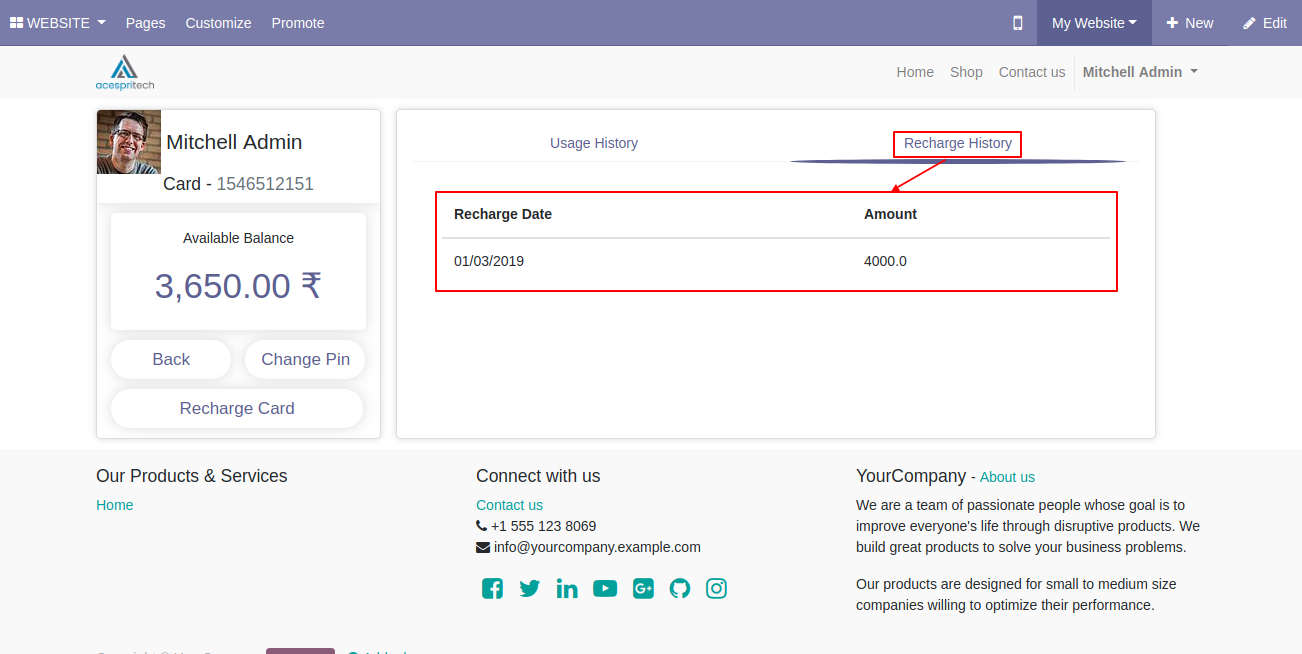 WEBSITE Pages Customize Promote My Website New Edit
acespritech
Home Shop Contact us Mitchell Admin
Mitchell Admin
Card - 1546512151
Available Balance
3,650.00 ₹
Back Change Pin
Recharge Card
Usage History Recharge History
Recharge Date Amount
01/03/2019 4000.0
Our Products & Services
Home
Connect with us
Contact us
+1 555 123 8069
info@yourcompany.example.com
YourCompany - About us
We are a team of passionate people whose goal is to
improve everyone's life through disruptive products. We
build great products to solve your business problems.
Our products are designed for small to medium size
companies willing to optimize their performance.